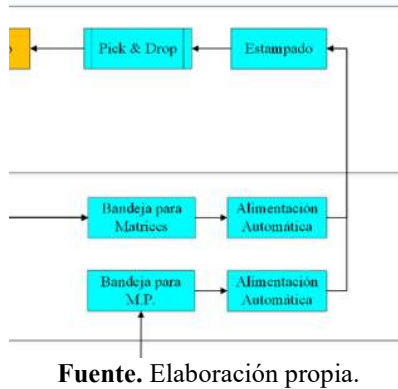 Pick & Drop
Estampado
Bandeja para
Matrices
Alimentación
Automática
Bandeja para
M.P.
Alimentación
Automática
Fuente. Elaboración propia.